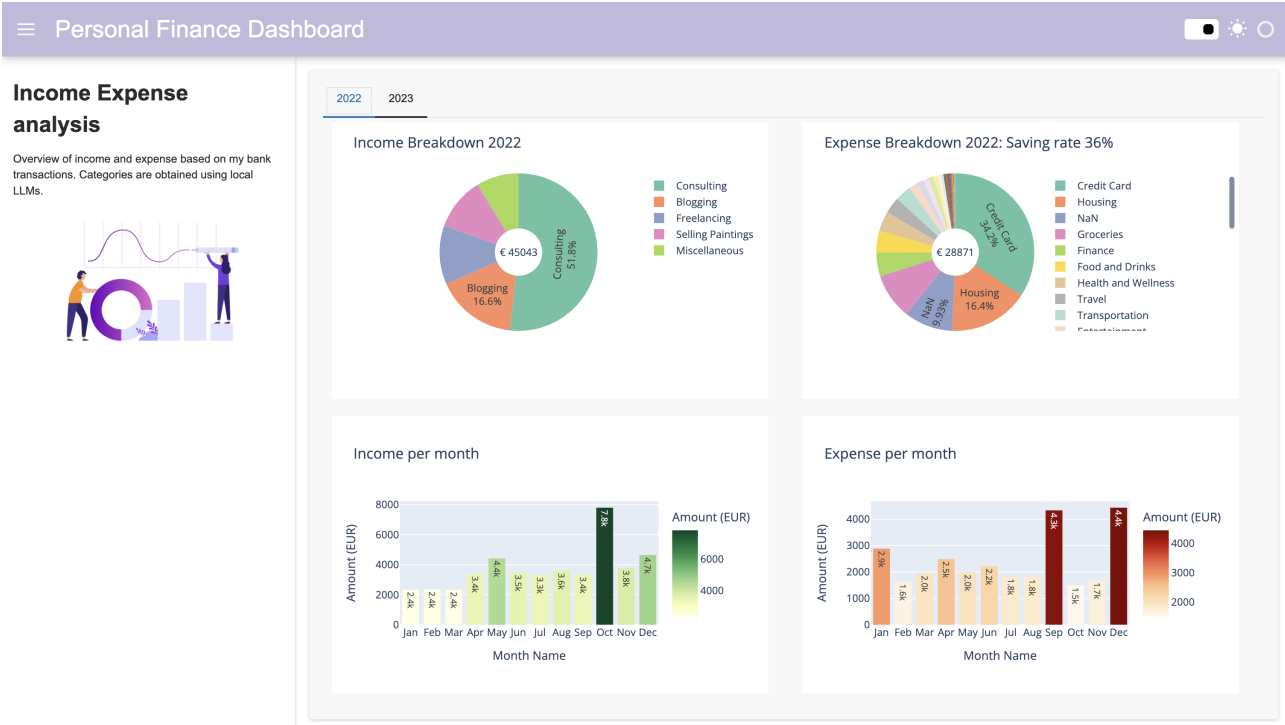 Personal Finance Dashboard
Income Expense
analysis
Overview of income and expense based on my bank
transactions. Categories are obtained using local
LLMs.
2022
2023
Income Breakdown 2022
Consulting
51.8%
Blogging
16.6%
€ 45043
Consulting
Blogging
Freelancing
Selling Paintings
Miscellaneous
Expense Breakdown 2022: Saving rate 36%
Credit Card
34.2%
Housing
16.4%
NaN
9.93%
€ 28871
Credit Card
Housing
NaN
Groceries
Finance
Food and Drinks
Health and Wellness
Travel
Transportation
Entertainment
Income per month
Amount (EUR)
8000
6000
4000
2000
0
2.4k
2.4k
2.4k
3.4k
4.4k
3.5k
3.3k
3.6k
3.4k
7.8k
3.8k
4.7k
Jan Feb Mar Apr May Jun Jul Aug Sep Oct Nov Dec
Month Name
Amount (EUR)
6000
4000
Expense per month
Amount (EUR)
4000
3000
2000
1000
0
2.9k
1.6k
2.0k
2.5k
2.0k
2.2k
1.8k
1.8k
4.3k
1.5k
1.7k
4.4k
Jan Feb Mar Apr May Jun Jul Aug Sep Oct Nov Dec
Month Name
Amount (EUR)
4000
3000
2000